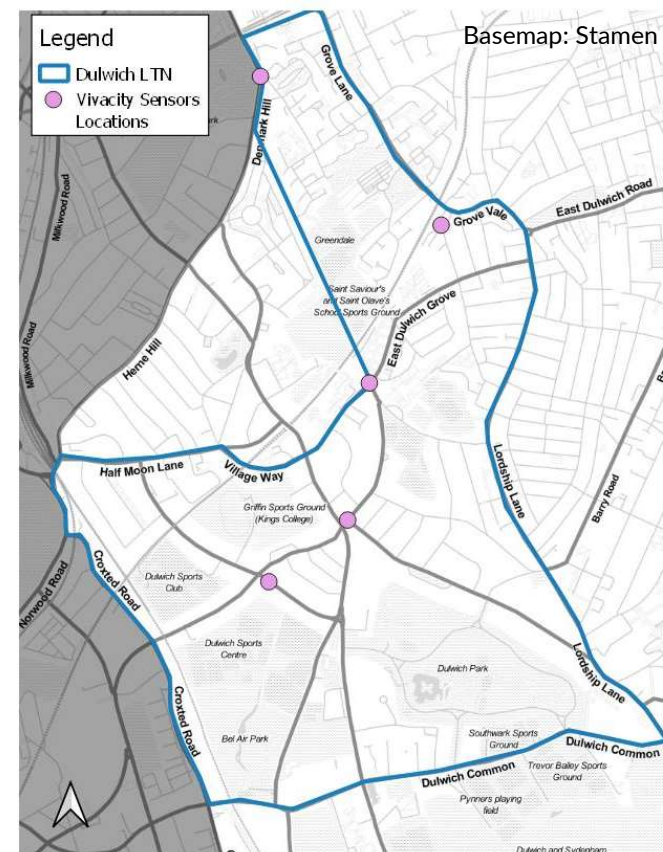 Legend
Dulwich LTN
Vivacity Sensors
Locations
Basemap: Stamen
Grove Lane
Denmark Hill
Milkwood Road
Grove Vale
East Dulwich Road
Greendale
Saint Saviour's
and Saint Olave's
School Sports Ground
East Dulwich Grove
Milkwood Road
Herne Hill
Half Moon Lane
Village Way
Lordship Lane
Barry Road
Griffin Sports Ground
(Kings College)
Norwood Road
Croxted Road
Dulwich Sports
Club
Dulwich Sports
Centre
Dulwich Park
Lordship Lane
Croxted Road
Bel Air Park
Southwark Sports
Ground
Dulwich Common
Dulwich Common
Trevor Bailey Sports
Ground
Pynners playing
field
Dulwich and Sydenham